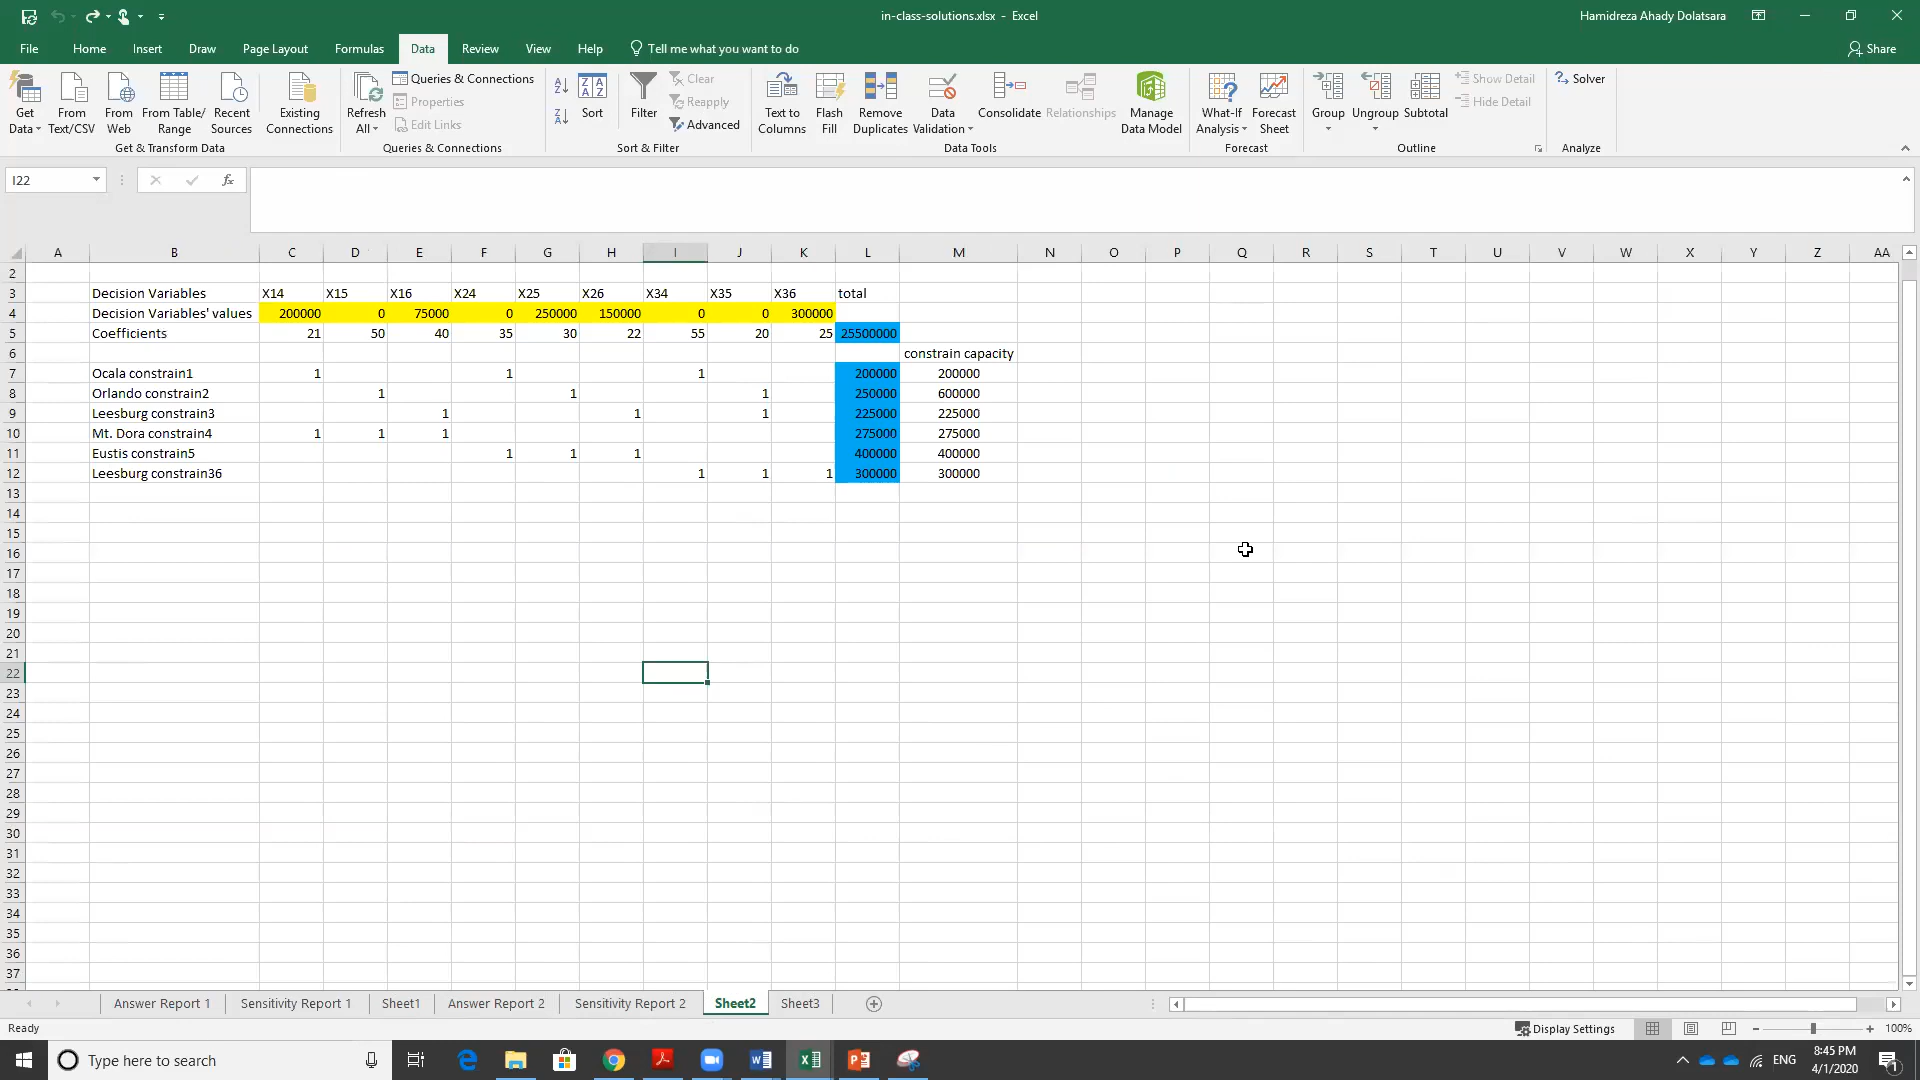 in-class-solutions.xlsx - Excel
Hamidreza Ahady Dolatsara
File Home Insert Draw Page Layout Formulas Data Review View Help Tell me what you want to do Share
Get Data
From Text/CSV
From Web
From Table/ Range
Recent Sources
Existing Connections
Get & Transform Data
Refresh All
Queries & Connections
Properties
Edit Links
Queries & Connections
Sort
Filter
Clear
Reapply
Advanced
Sort & Filter
Text to Columns
Flash Fill
Remove Duplicates
Data Validation
Consolidate
Relationships
Manage Data Model
Data Tools
What-If Analysis
Forecast Sheet
Forecast
Group
Ungroup
Subtotal
Show Detail
Hide Detail
Outline
Solver
Analyze
I22 fx
A B C D E F G H I J K L M N O P Q R S T U V W X Y Z AA
2
3 Decision Variables X14 X15 X16 X24 X25 X26 X34 X35 X36 total
4 Decision Variables' values 200000 0 75000 0 250000 150000 0 0 300000
5 Coefficients 21 50 40 35 30 22 55 20 25 25500000
6 constrain capacity
7 Ocala constrain1 1 1 1 200000 200000
8 Orlando constrain2 1 1 1 250000 600000
9 Leesburg constrain3 1 1 1 225000 225000
10 Mt. Dora constrain4 1 1 1 275000 275000
11 Eustis constrain5 1 1 1 400000 400000
12 Leesburg constrain36 1 1 1 300000 300000
13
14
15
16
17
18
19
20
21
22
23
24
25
26
27
28
29
30
31
32
33
34
35
36
37
Answer Report 1 Sensitivity Report 1 Sheet1 Answer Report 2 Sensitivity Report 2 Sheet2 Sheet3
Ready Display Settings 100%
Type here to search
ENG
8:45 PM
4/1/2020
1